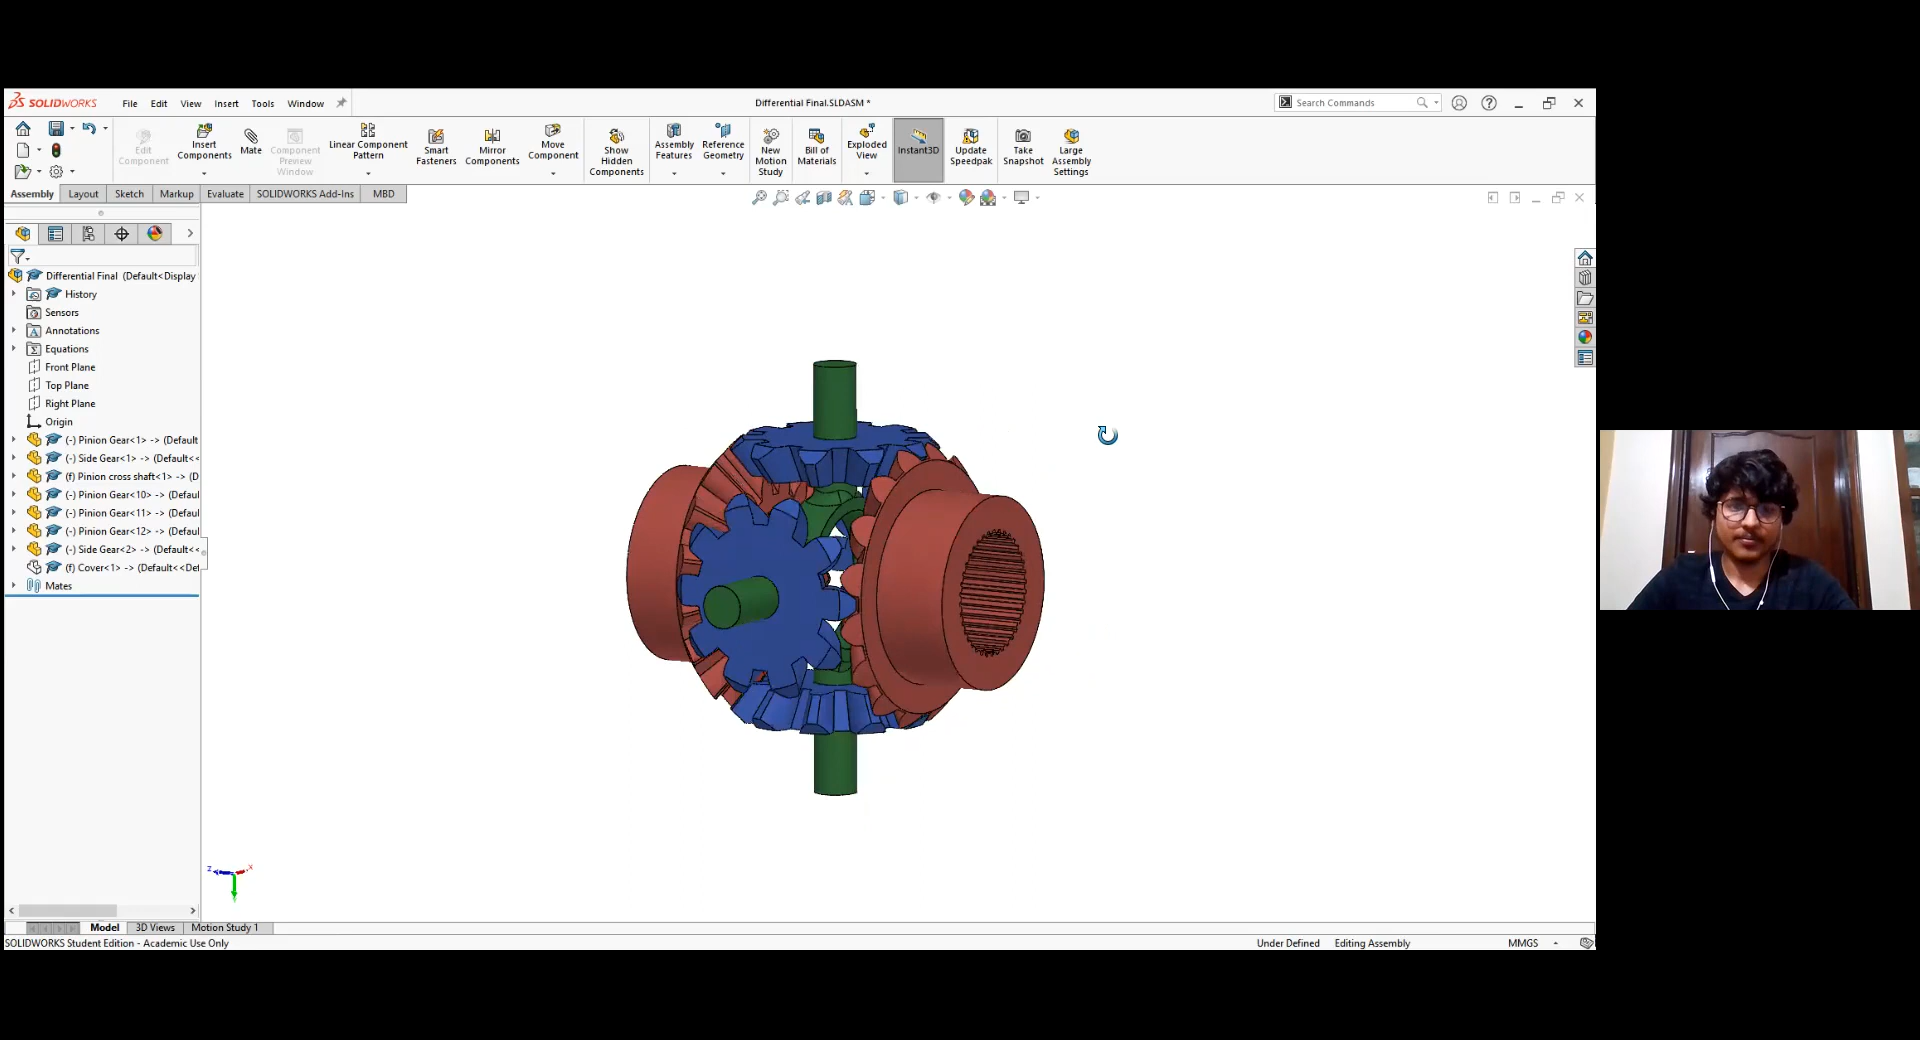 SOLIDWORKS File Edit View Insert Tools Window Differential Final.SLDASM * Search Commands
Edit Component
Insert Components
Mate
Component Preview Window
Linear Component Pattern
Smart Fasteners
Mirror Components
Move Component
Show Hidden Components
Assembly Features
Reference Geometry
New Motion Study
Bill of Materials
Exploded View
Instant3D
Update Speedpak
Take Snapshot
Large Assembly Settings
Assembly Layout Sketch Markup Evaluate SOLIDWORKS Add-Ins MBD
Differential Final (Default<Display
History
Sensors
Annotations
Equations
Front Plane
Top Plane
Right Plane
Origin
(-) Pinion Gear<1> -> (Default
(-) Side Gear<1> -> (Default<<
(f) Pinion cross shaft<1> -> (D
(-) Pinion Gear<10> -> (Defaul
(-) Pinion Gear<11> -> (Defaul
(-) Pinion Gear<12> -> (Defaul
(-) Side Gear<2> -> (Default<<
(f) Cover<1> -> (Default<<Def
Mates
Z X
Model 3D Views Motion Study 1
SOLIDWORKS Student Edition - Academic Use Only Under Defined Editing Assembly MMGS